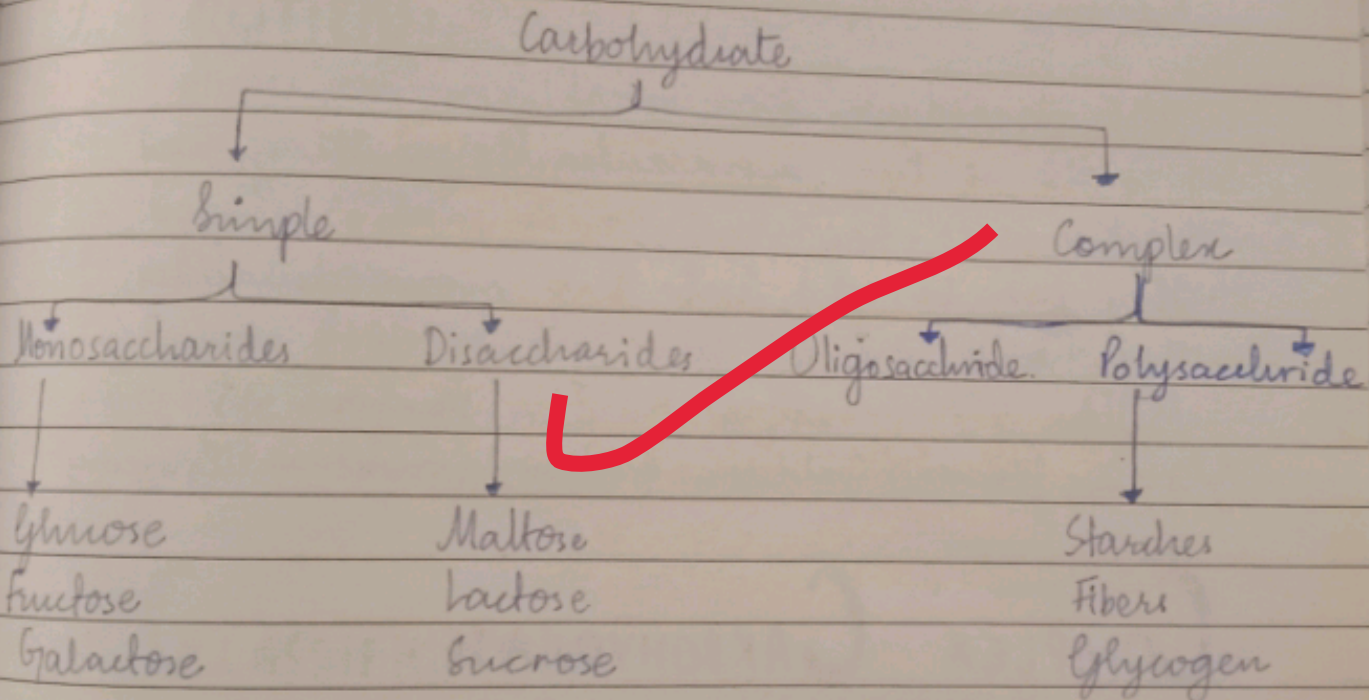 Carbohydrate
Simple Complex
Monosaccharides Disaccharides Oligosacchride. Polysacchride
Glucose Maltose Starches
Fructose Lactose Fibers
Galactose Sucrose Glycogen